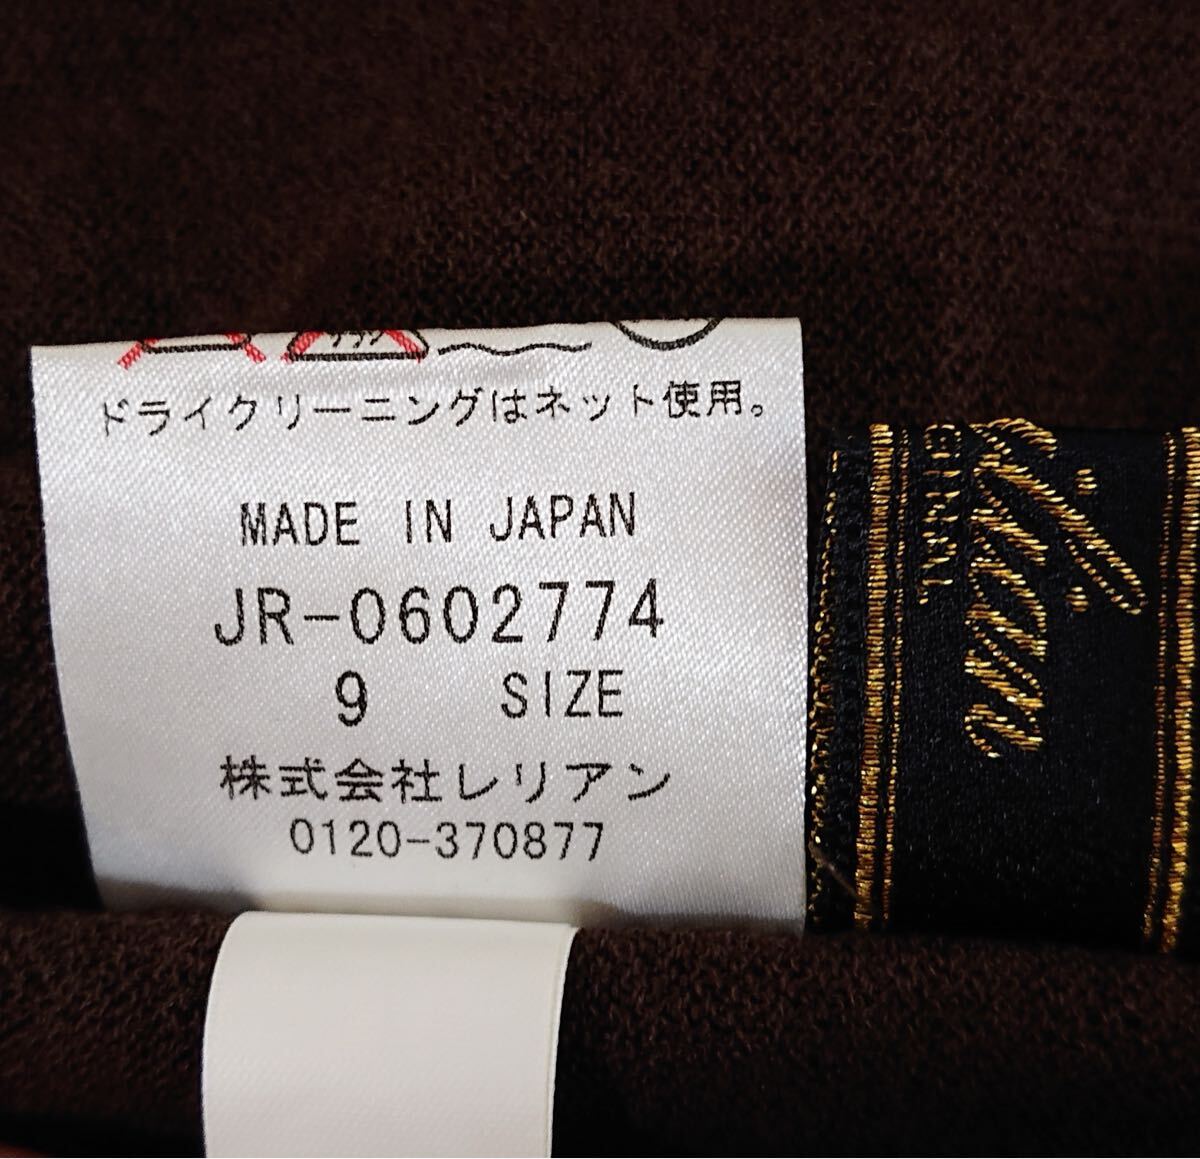 ドライクリーニングはネット使用。
MADE IN JAPAN
JR-0602774
9 SIZE
株式会社レリアン
0120-370877